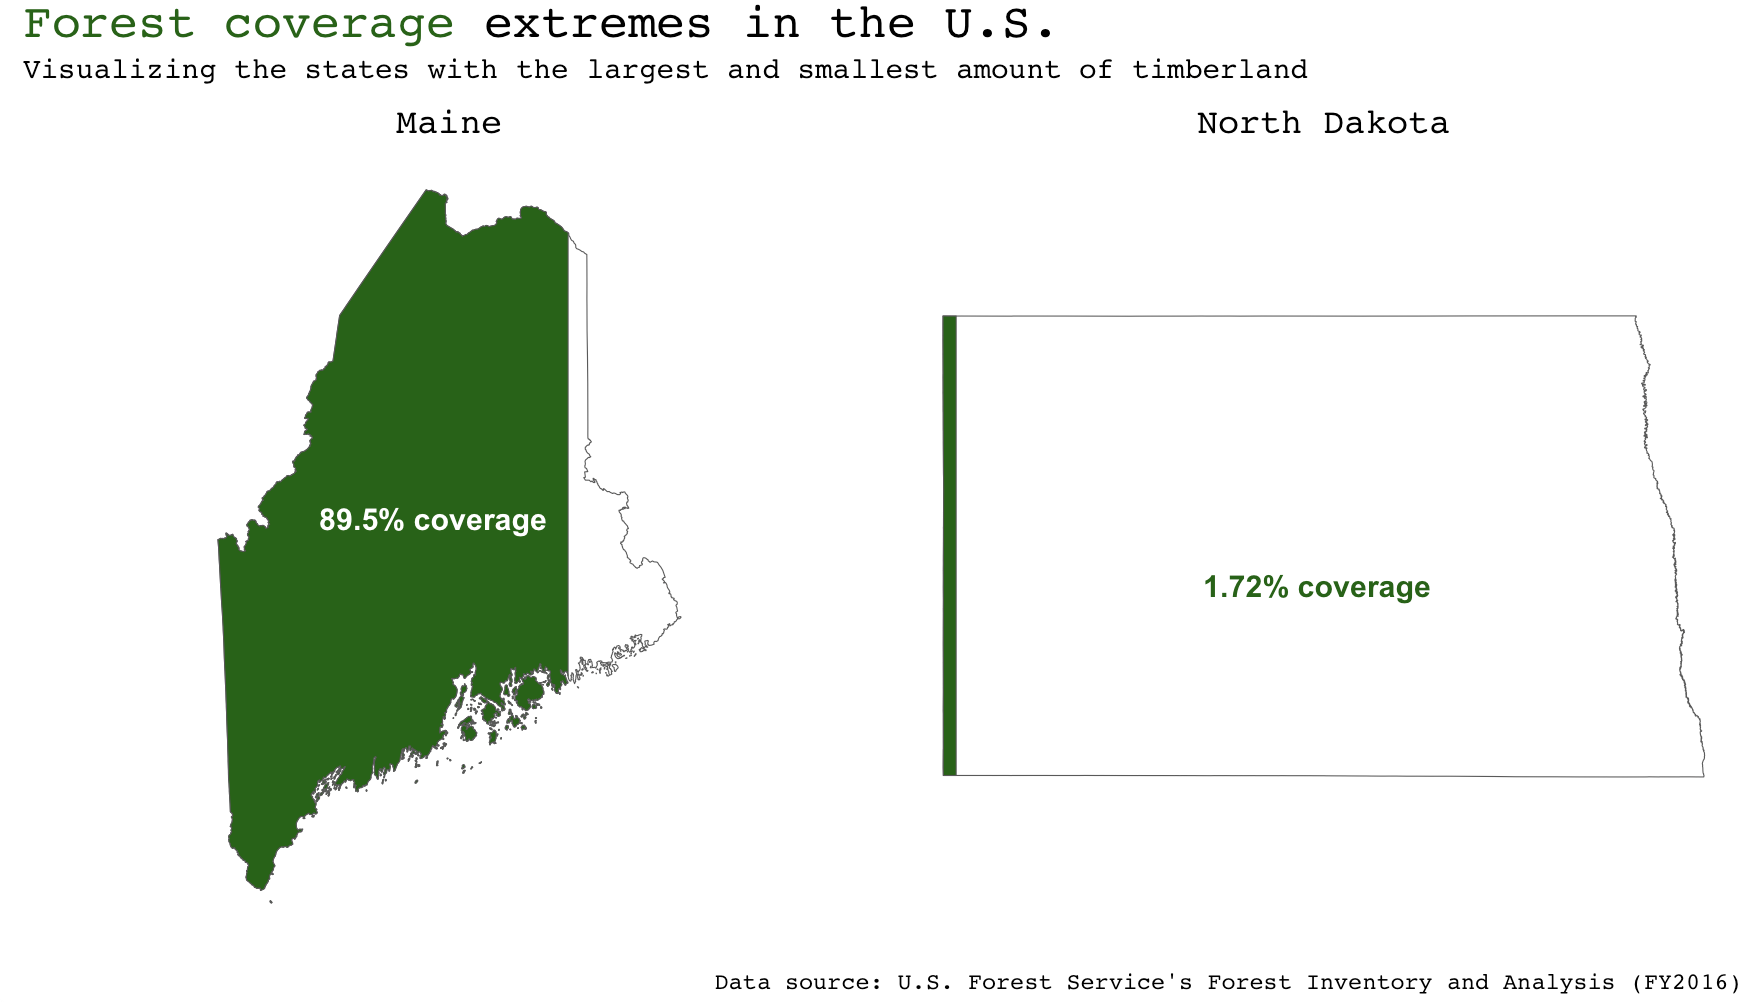 Forest coverage extremes in the U.S.
Visualizing the states with the largest and smallest amount of timberland
Maine
North Dakota
89.5% coverage
1.72% coverage
Data source: U.S. Forest Service's Forest Inventory and Analysis (FY2016)